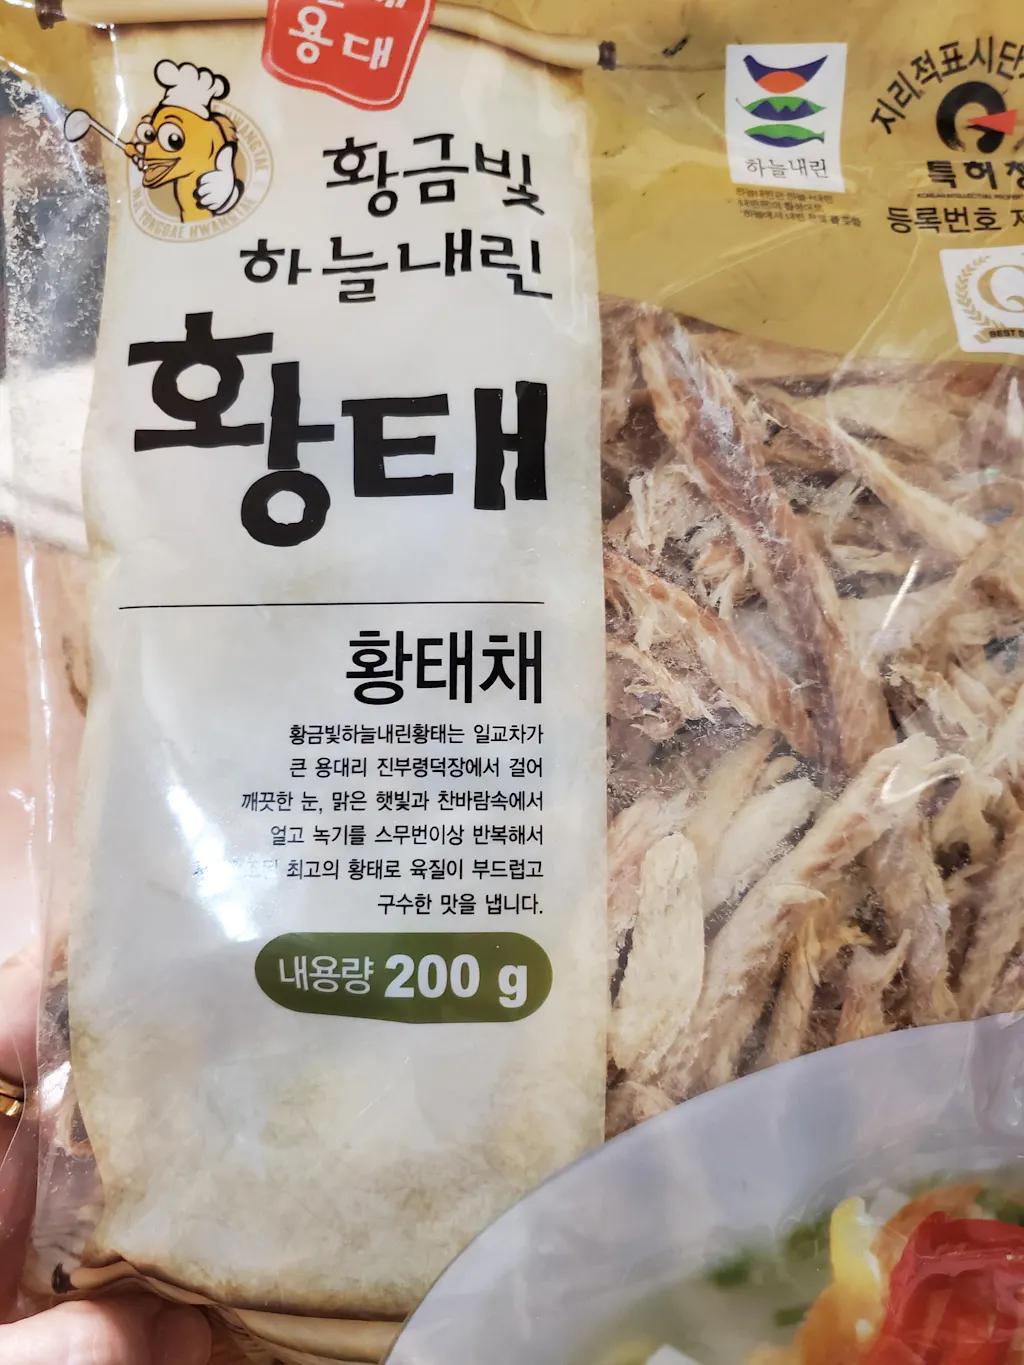 용대
황금빛
하늘내린
황태
황태채
황금빛하늘내린황태는 일교차가
큰 용대리 진부령덕장에서 걸어
깨끗한 눈, 맑은 햇빛과 찬바람속에서
얼고 녹기를 스무번이상 반복해서
최고의 황태로 육질이 부드럽고
구수한 맛을 냅니다.
내용량 200 g
하늘내린
지리적표시단
특허청
등록번호 제
BEST
YONGDAE HWANGTAE